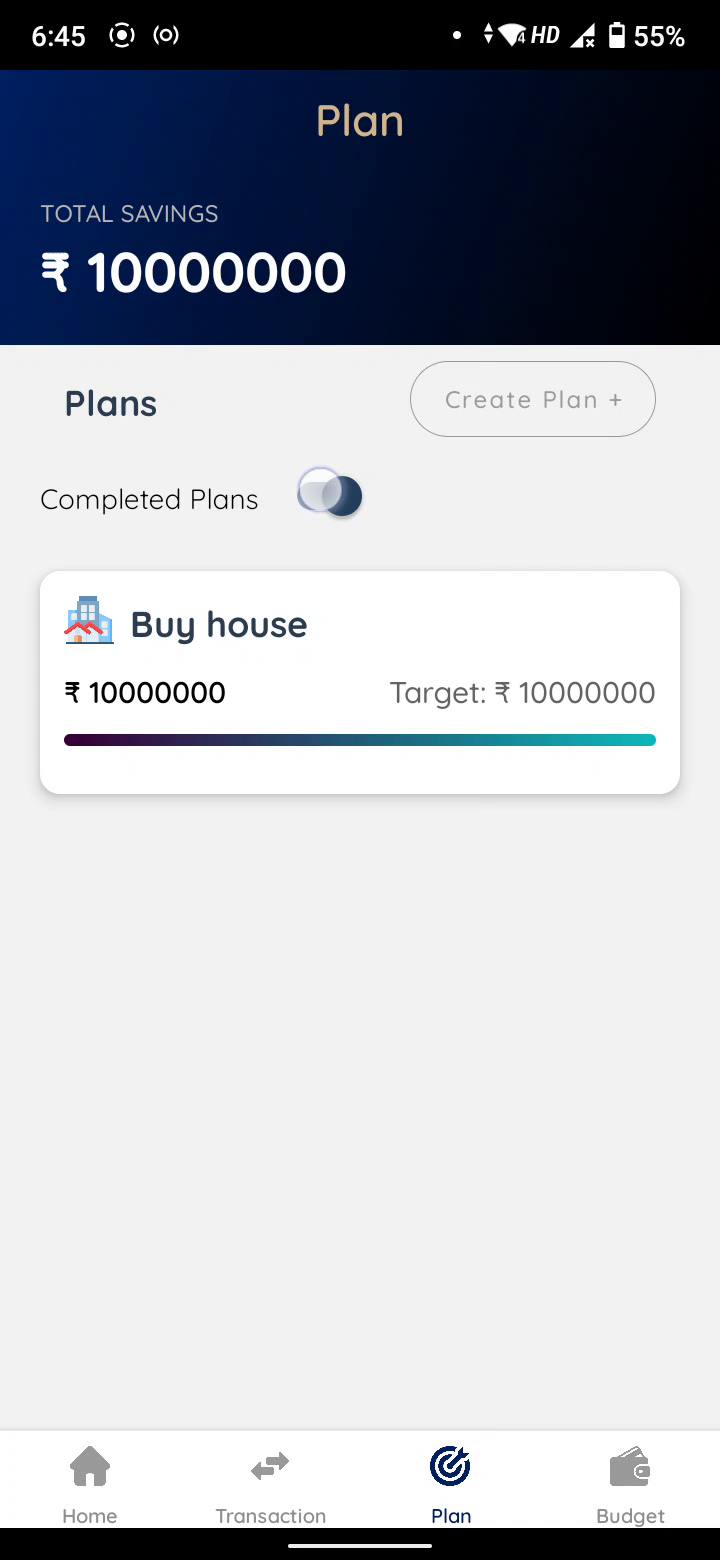 6:45 4 HD 55%
Plan
TOTAL SAVINGS
₹ 10000000
Plans Create Plan +
Completed Plans
Buy house
₹ 10000000 Target: ₹ 10000000
Home Transaction Plan Budget